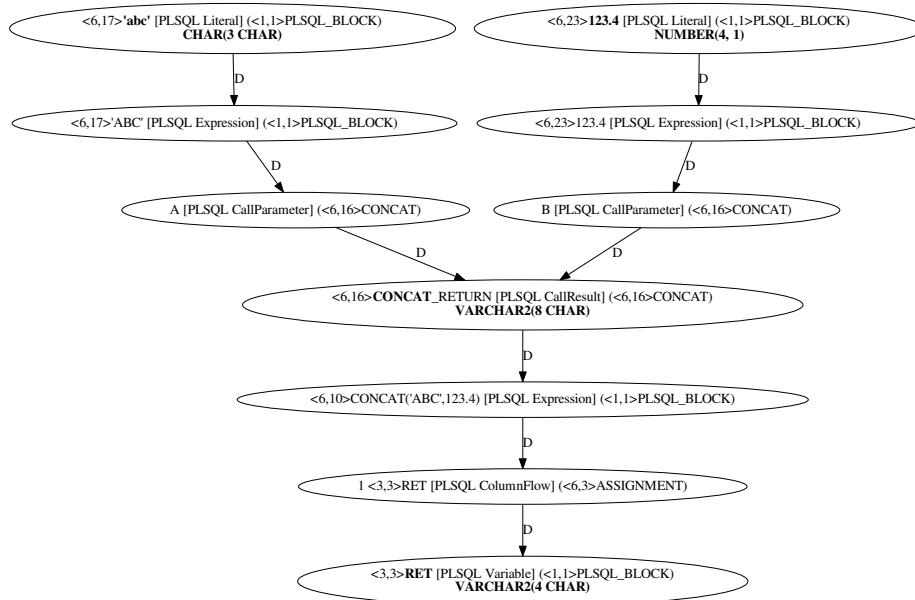 <6,17>'abc' [PLSQL Literal] (<1,1>PLSQL_BLOCK)
CHAR(3 CHAR)
<6,23>123.4 [PLSQL Literal] (<1,1>PLSQL_BLOCK)
NUMBER(4, 1)
D
D
<6,17>'ABC' [PLSQL Expression] (<1,1>PLSQL_BLOCK)
<6,23>123.4 [PLSQL Expression] (<1,1>PLSQL_BLOCK)
D
D
A [PLSQL CallParameter] (<6,16>CONCAT)
B [PLSQL CallParameter] (<6,16>CONCAT)
D
D
<6,16>CONCAT_RETURN [PLSQL CallResult] (<6,16>CONCAT)
VARCHAR2(8 CHAR)
D
<6,10>CONCAT('ABC',123.4) [PLSQL Expression] (<1,1>PLSQL_BLOCK)
D
1 <3,3>RET [PLSQL ColumnFlow] (<6,3>ASSIGNMENT)
D
<3,3>RET [PLSQL Variable] (<1,1>PLSQL_BLOCK)
VARCHAR2(4 CHAR)